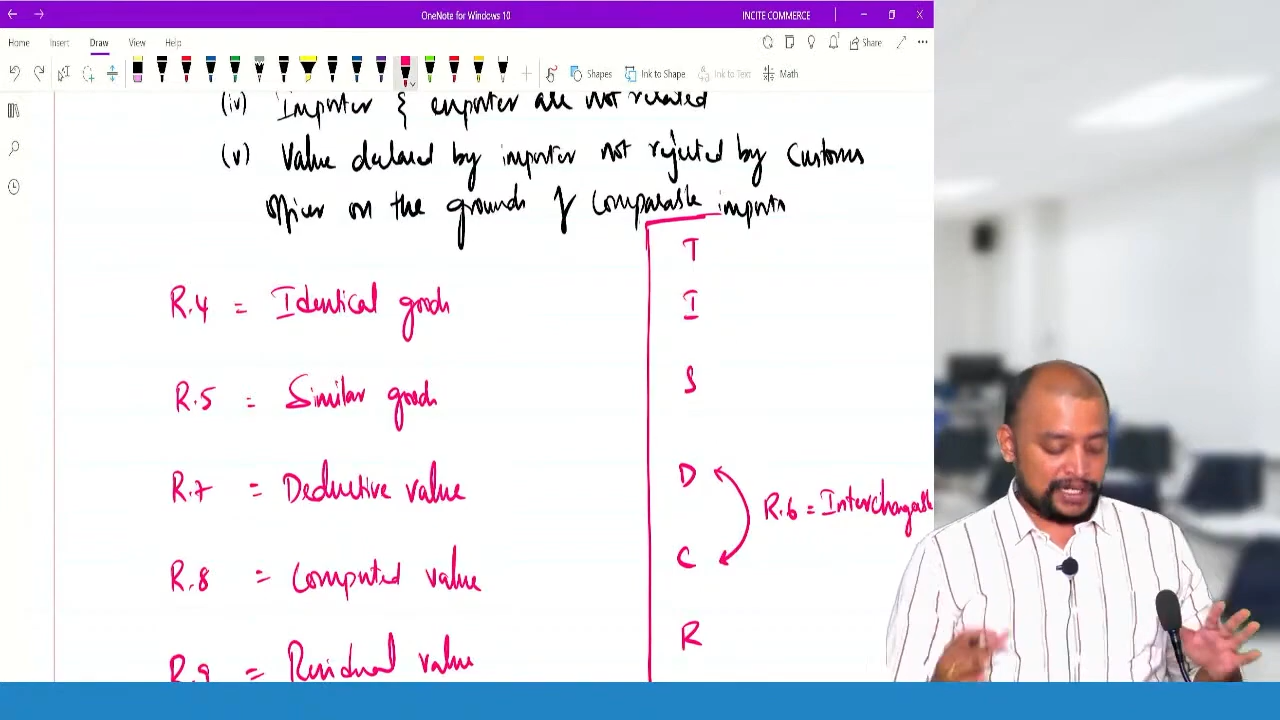 OneNote for Windows 10
INCITE COMMERCE
Home Insert Draw View Help
Share
Shapes Ink to Shape Ink to Text Math
(iv) Importer & exporter are not related
(v) Value declared by importer not rejected by customs
officer on the grounds of comparable imports
T
R.4 = Identical goods I
R.5 = Similar goods S
R.7 = Deductive value D
R.6 = Interchangeable
R.8 = Computed value C
R.9 = Residual value R